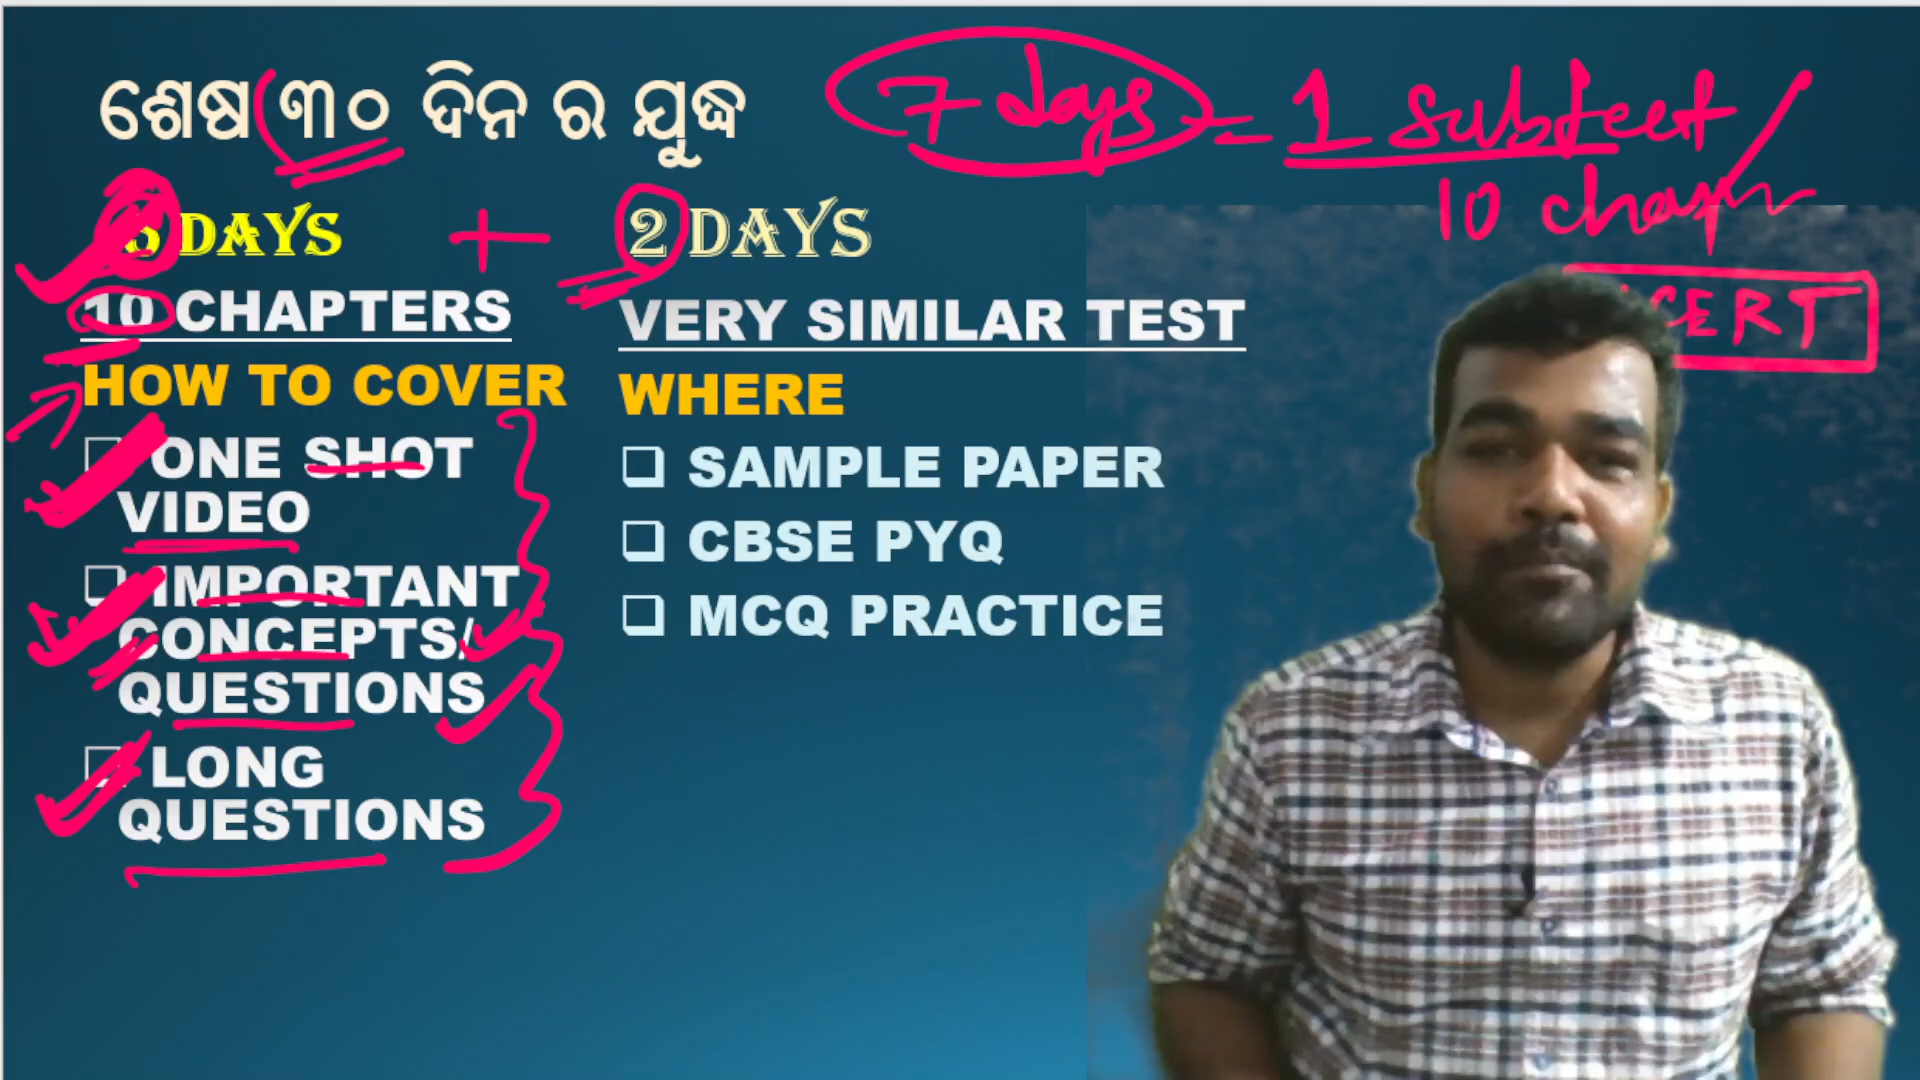 ଶେଷ ୩୦ ଦିନ ର ଯୁଦ୍ଧ
7 days = 1 subject/
10 chap
DAYS + 2 DAYS
10 CHAPTERS
VERY SIMILAR TEST
CERT
HOW TO COVER
WHERE
ONE SHOT
VIDEO
SAMPLE PAPER
CBSE PYQ
MCQ PRACTICE
IMPORTANT
CONCEPTS/
QUESTIONS
LONG
QUESTIONS